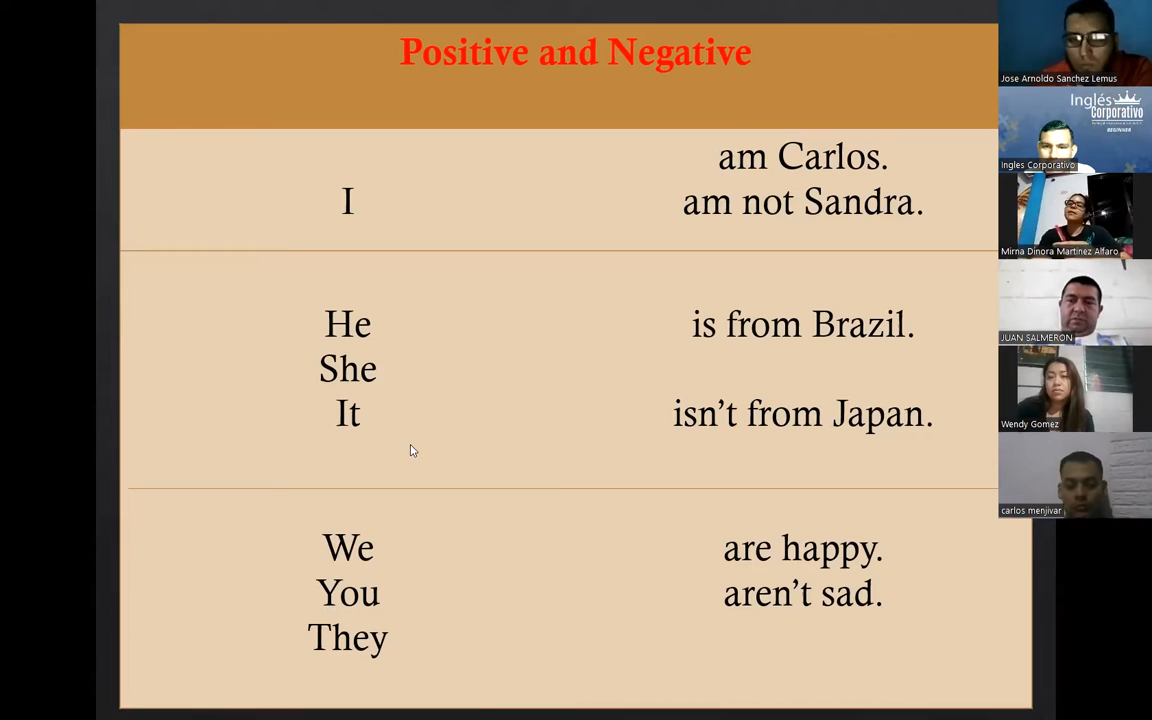 Positive and Negative
am Carlos.
I
am not Sandra.
He
is from Brazil.
She
It
isn't from Japan.
We
are happy.
You
aren't sad.
They
Jose Arnoldo Sanchez Lemus
Inglés
Corporativo
BEGINNER
Ingles Corporativo
Mirna Dinora Martinez Alfaro
JUAN SALMERON
Wendy Gomez
carlos menjivar